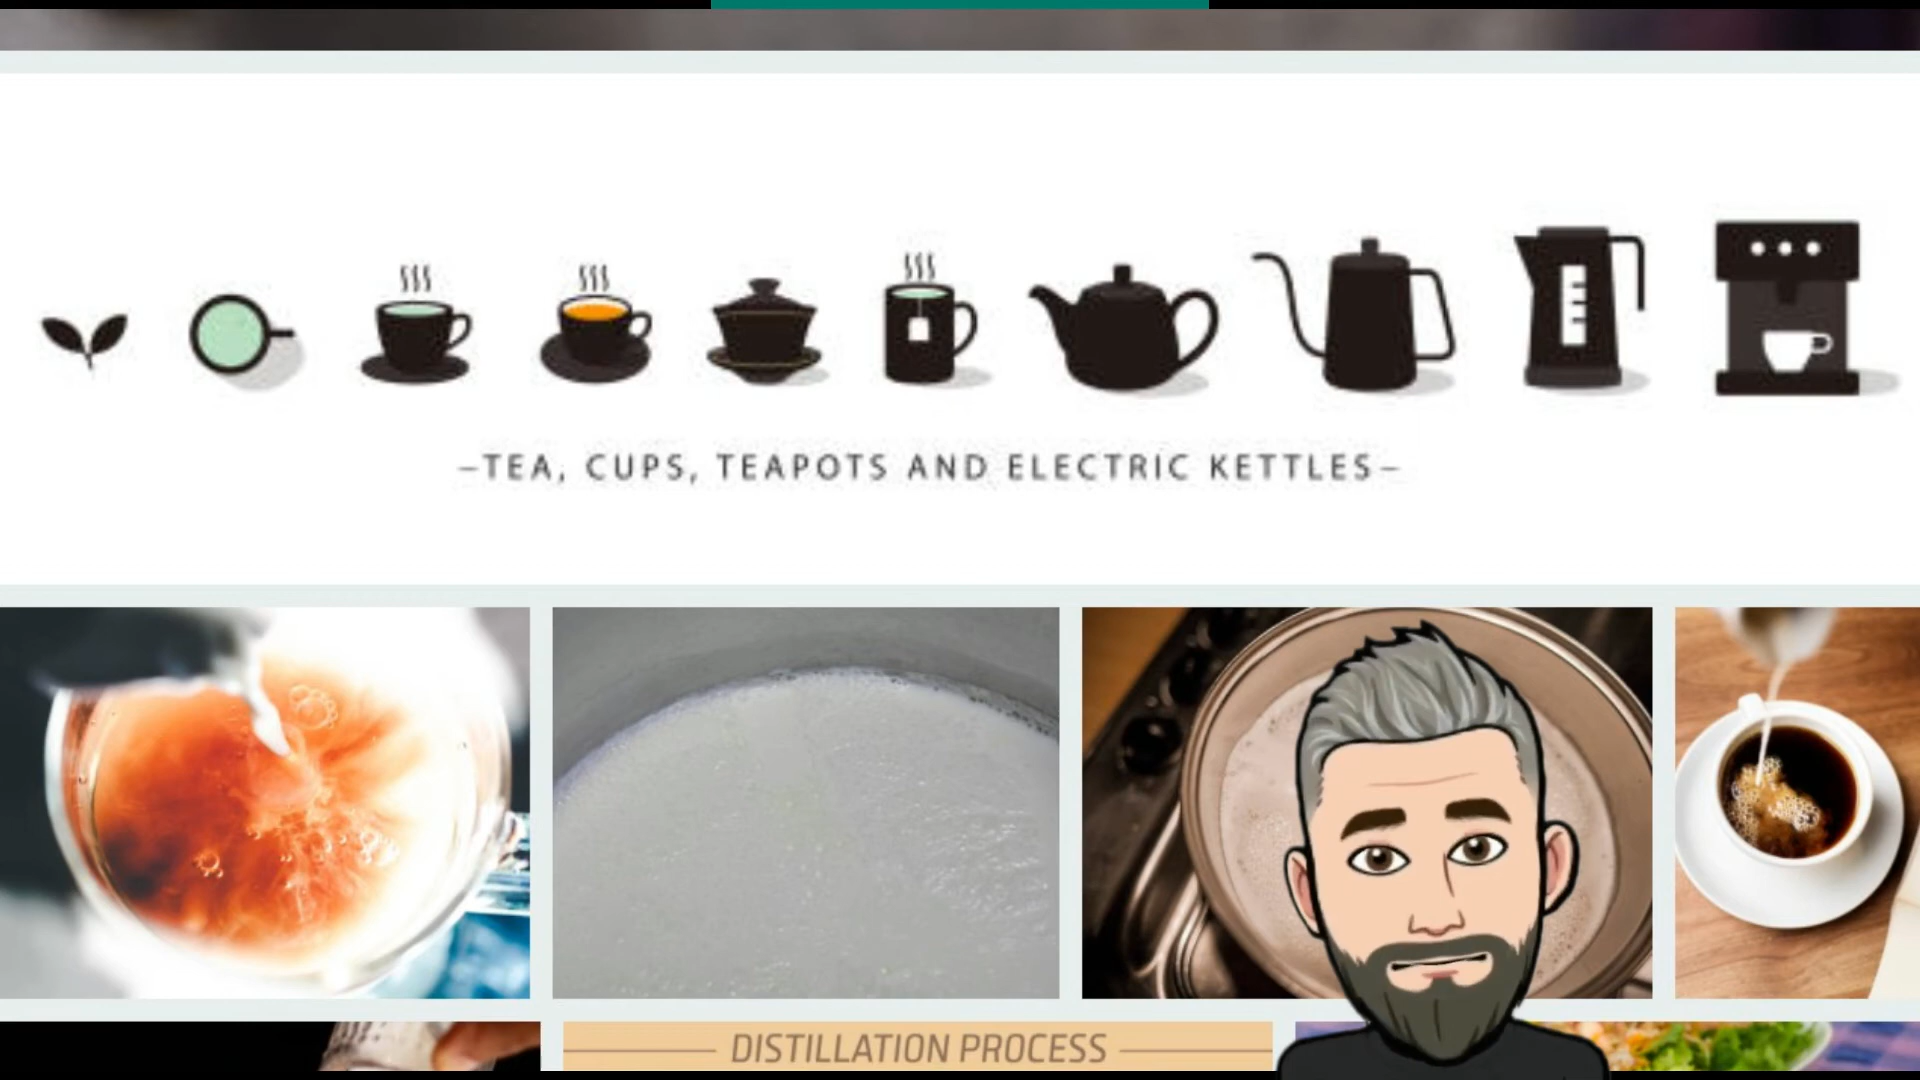 –TEA, CUPS, TEAPOTS AND ELECTRIC KETTLES–
DISTILLATION PROCESS